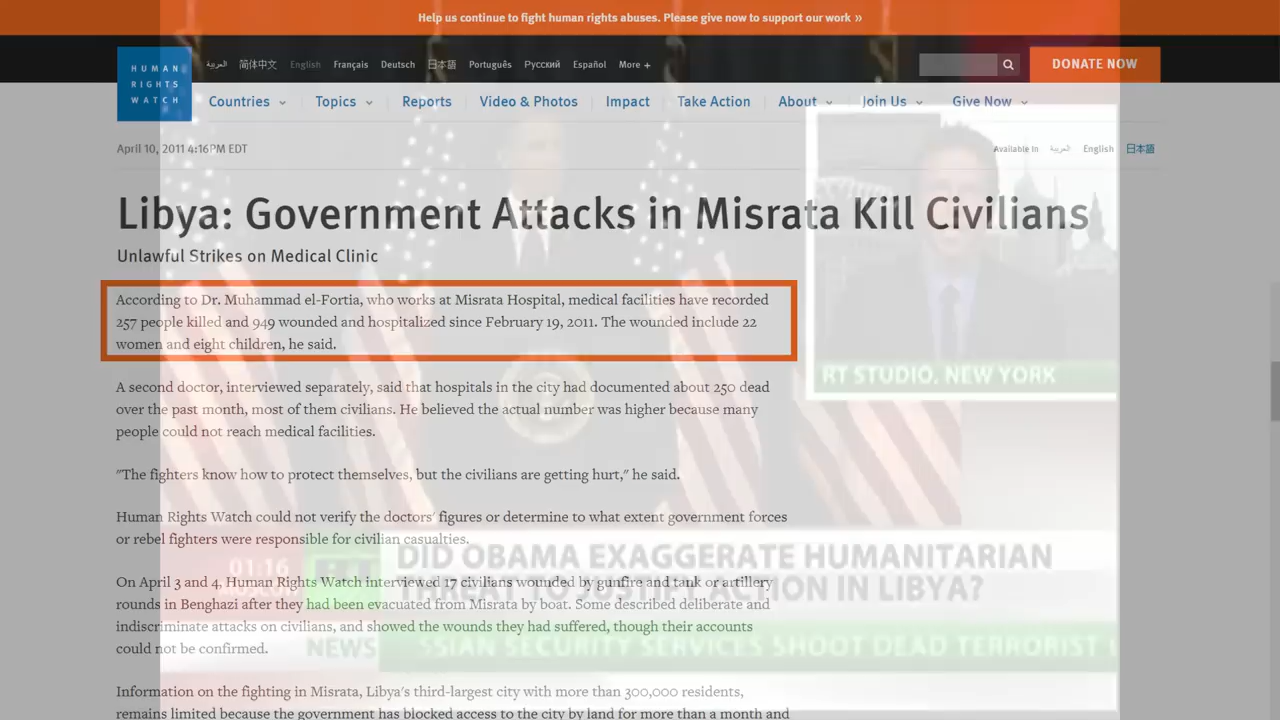 Help us continue to fight human rights abuses. Please give now to support our work »
HUMAN
RIGHTS
WATCH
العربية 简体中文 English Français Deutsch 日本語 Português Русский Español More +
DONATE NOW
Countries Topics Reports Video & Photos Impact Take Action About Join Us Give Now
April 10, 2011 4:16PM EDT
Available In العربية English 日本語
Libya: Government Attacks in Misrata Kill Civilians
Unlawful Strikes on Medical Clinic
According to Dr. Muhammad el-Fortia, who works at Misrata Hospital, medical facilities have recorded
257 people killed and 949 wounded and hospitalized since February 19, 2011. The wounded include 22
women and eight children, he said.
RT STUDIO, NEW YORK
A second doctor, interviewed separately, said that hospitals in the city had documented about 250 dead
over the past month, most of them civilians. He believed the actual number was higher because many
people could not reach medical facilities.
"The fighters know how to protect themselves, but the civilians are getting hurt," he said.
Human Rights Watch could not verify the doctors' figures or determine to what extent government forces
or rebel fighters were responsible for civilian casualties.
01:16
DID OBAMA EXAGGERATE HUMANITARIAN
THREAT TO JUSTIFY ACTION IN LIBYA?
On April 3 and 4, Human Rights Watch interviewed 17 civilians wounded by gunfire and tank or artillery
rounds in Benghazi after they had been evacuated from Misrata by boat. Some described deliberate and
indiscriminate attacks on civilians, and showed the wounds they had suffered, though their accounts
could not be confirmed.
NEWS SSIAN SECURITY SERVICES SHOOT DEAD TERRORIST
Information on the fighting in Misrata, Libya's third-largest city with more than 300,000 residents,
remains limited because the government has blocked access to the city by land for more than a month and